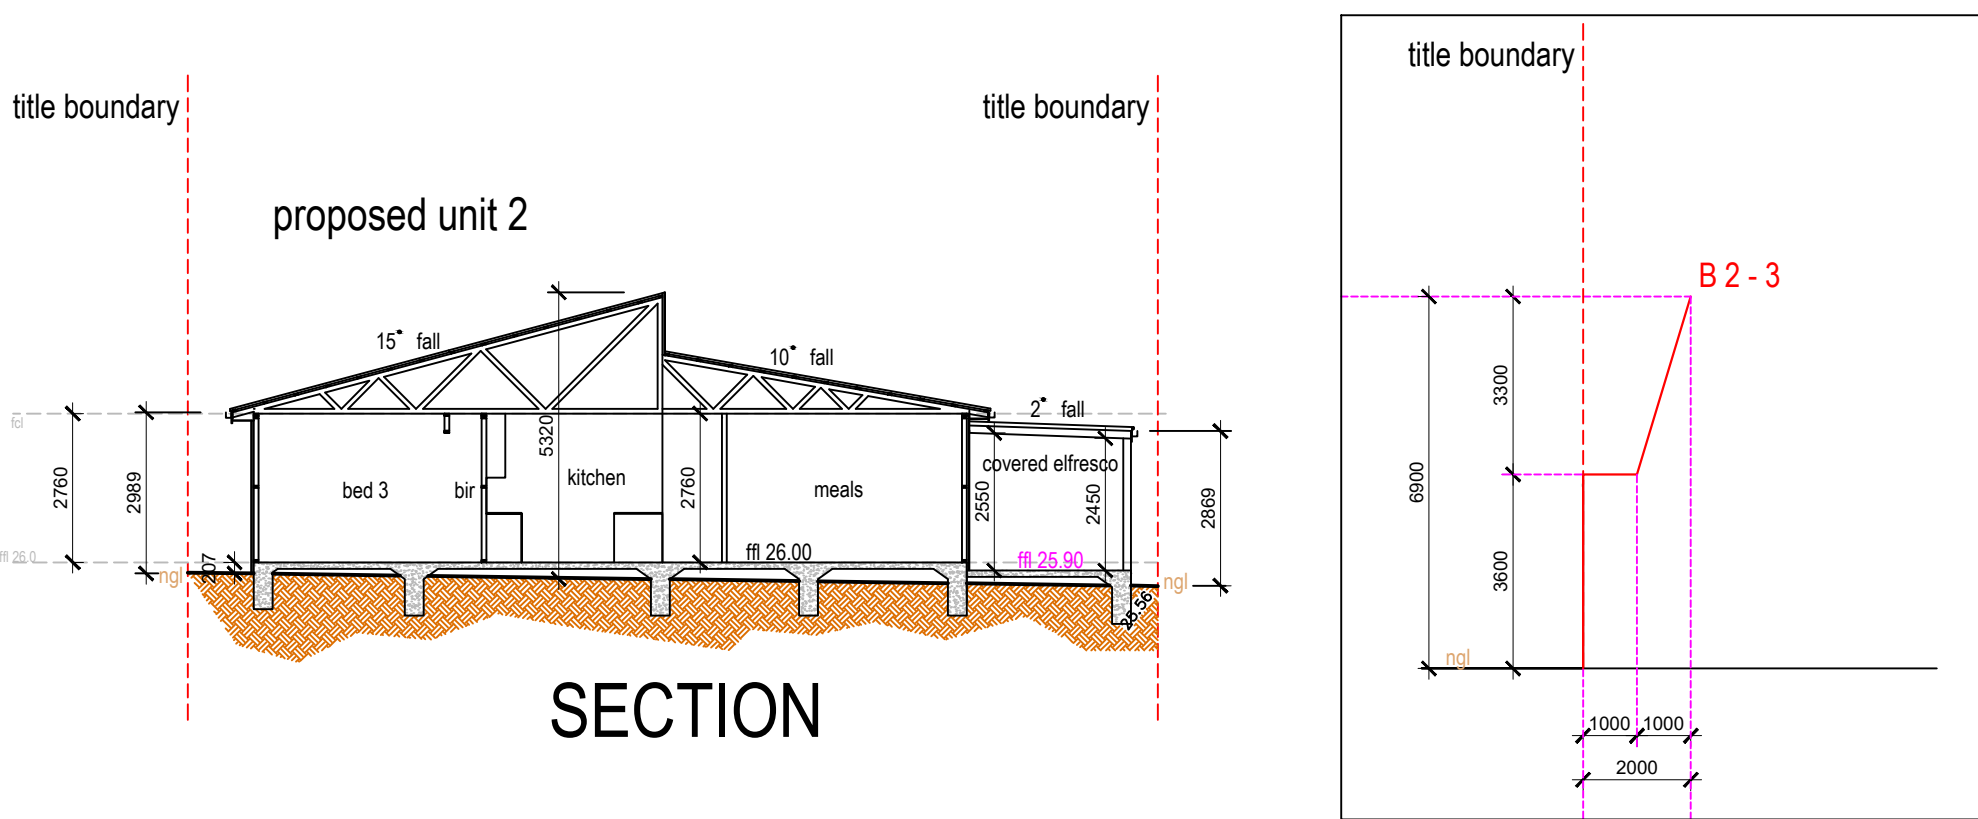 title boundary
title boundary
title boundary
proposed unit 2
B 2 - 3
15° fall
10° fall
2° fall
fcl
5320
2760
2989
bed 3
bir
kitchen
2760
meals
covered elfresco
2550
2450
2869
ffl 26.0
ngl
207
ffl 26.00
ffl 25.90
ngl
25.56
SECTION
6900
3300
3600
ngl
1000
1000
2000